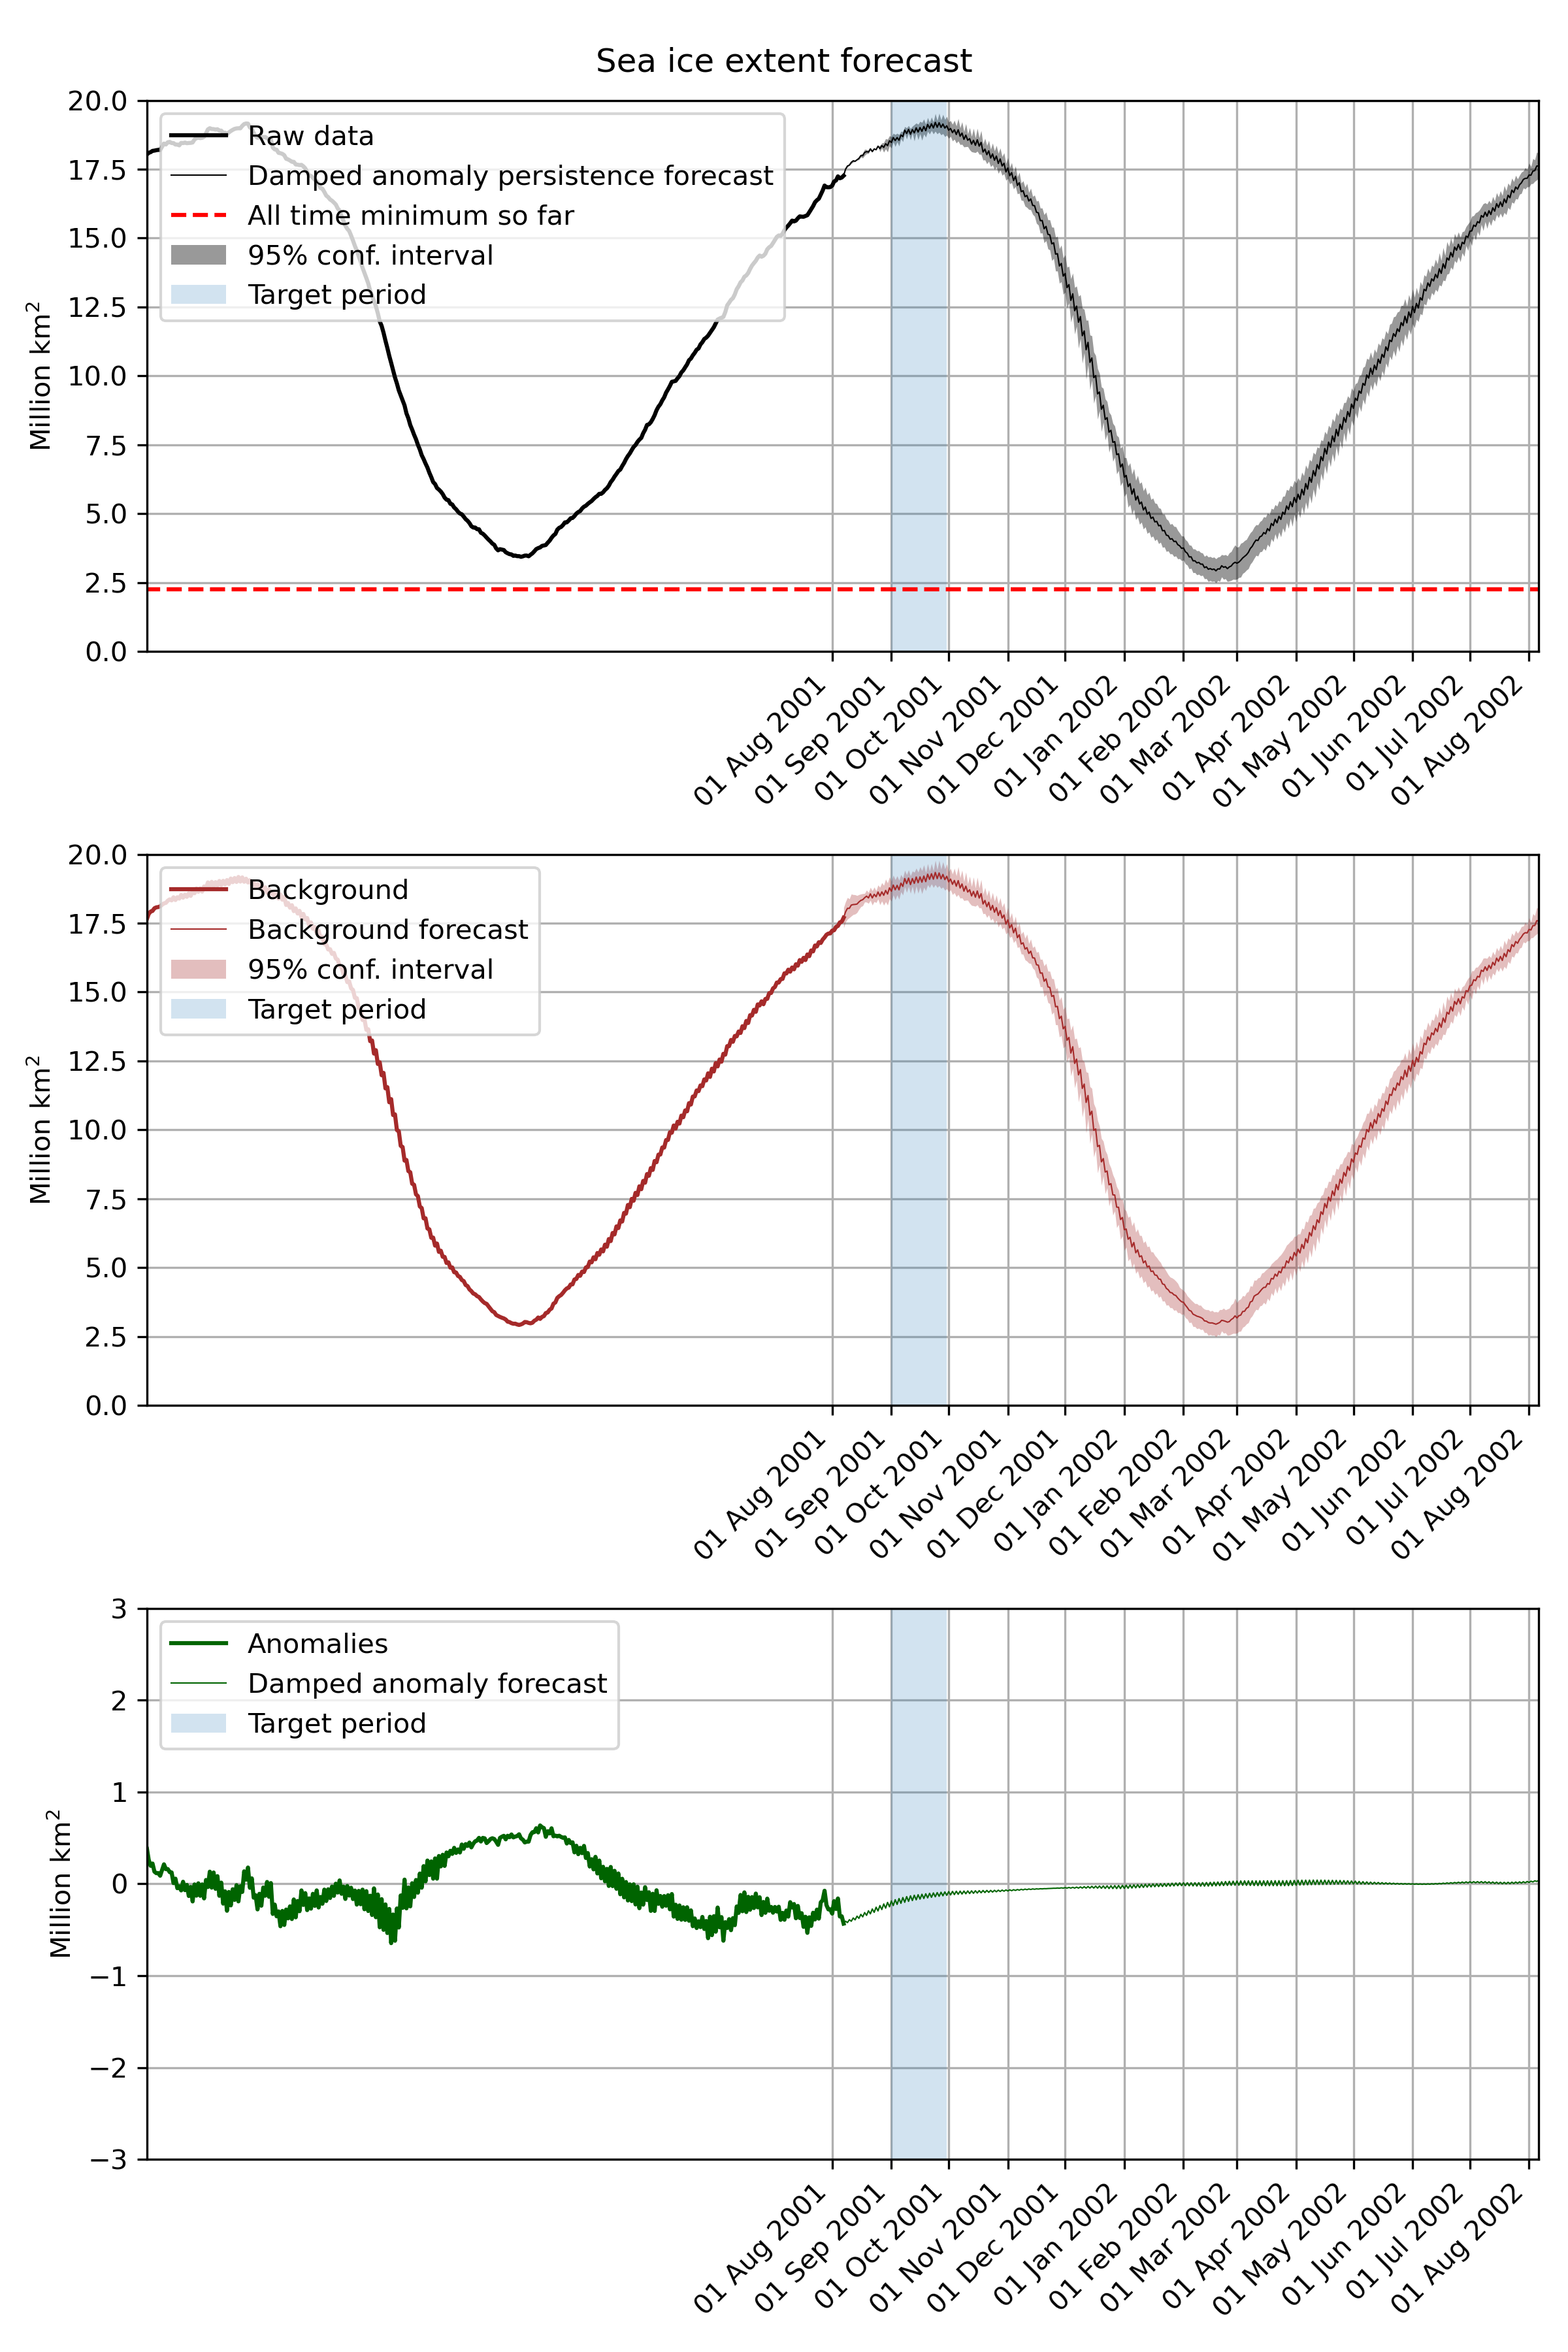 Sea ice extent forecast
20.0
17.5
15.0
12.5
10.0
7.5
5.0
2.5
0.0
Million km²
Raw data
Damped anomaly persistence forecast
All time minimum so far
95% conf. interval
Target period
01 Aug 2001
01 Sep 2001
01 Oct 2001
01 Nov 2001
01 Dec 2001
01 Jan 2002
01 Feb 2002
01 Mar 2002
01 Apr 2002
01 May 2002
01 Jun 2002
01 Jul 2002
01 Aug 2002
20.0
17.5
15.0
12.5
10.0
7.5
5.0
2.5
0.0
Million km²
Background
Background forecast
95% conf. interval
Target period
01 Aug 2001
01 Sep 2001
01 Oct 2001
01 Nov 2001
01 Dec 2001
01 Jan 2002
01 Feb 2002
01 Mar 2002
01 Apr 2002
01 May 2002
01 Jun 2002
01 Jul 2002
01 Aug 2002
3
2
1
0
−1
−2
−3
Million km²
Anomalies
Damped anomaly forecast
Target period
01 Aug 2001
01 Sep 2001
01 Oct 2001
01 Nov 2001
01 Dec 2001
01 Jan 2002
01 Feb 2002
01 Mar 2002
01 Apr 2002
01 May 2002
01 Jun 2002
01 Jul 2002
01 Aug 2002